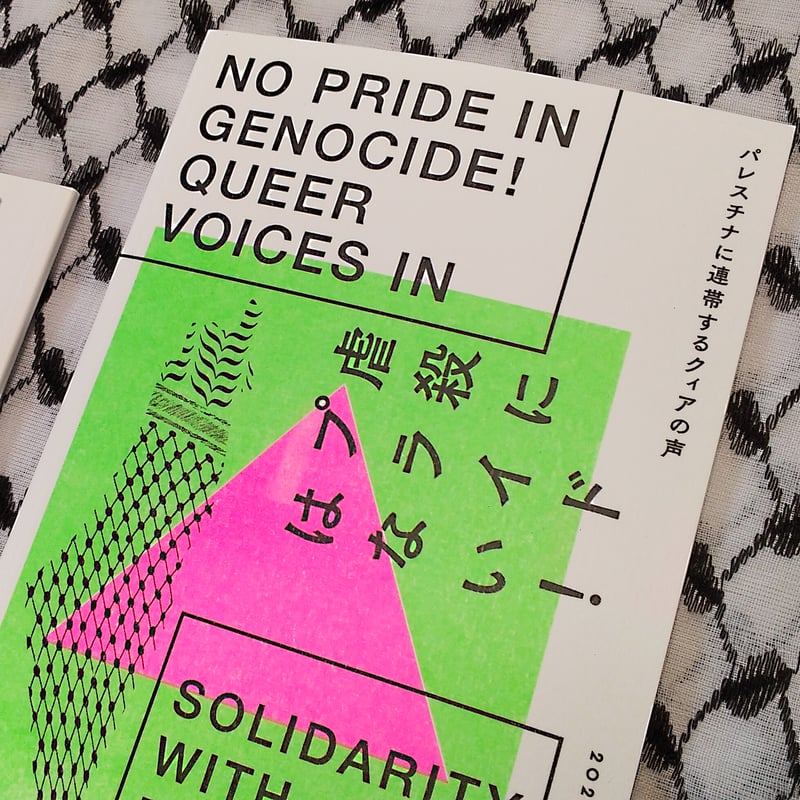 NO PRIDE IN
GENOCIDE!
QUEER
VOICES IN
パレスチナに連帯するクィアの声
虐殺に
プライド
はない!
SOLIDARITY
WITH
202